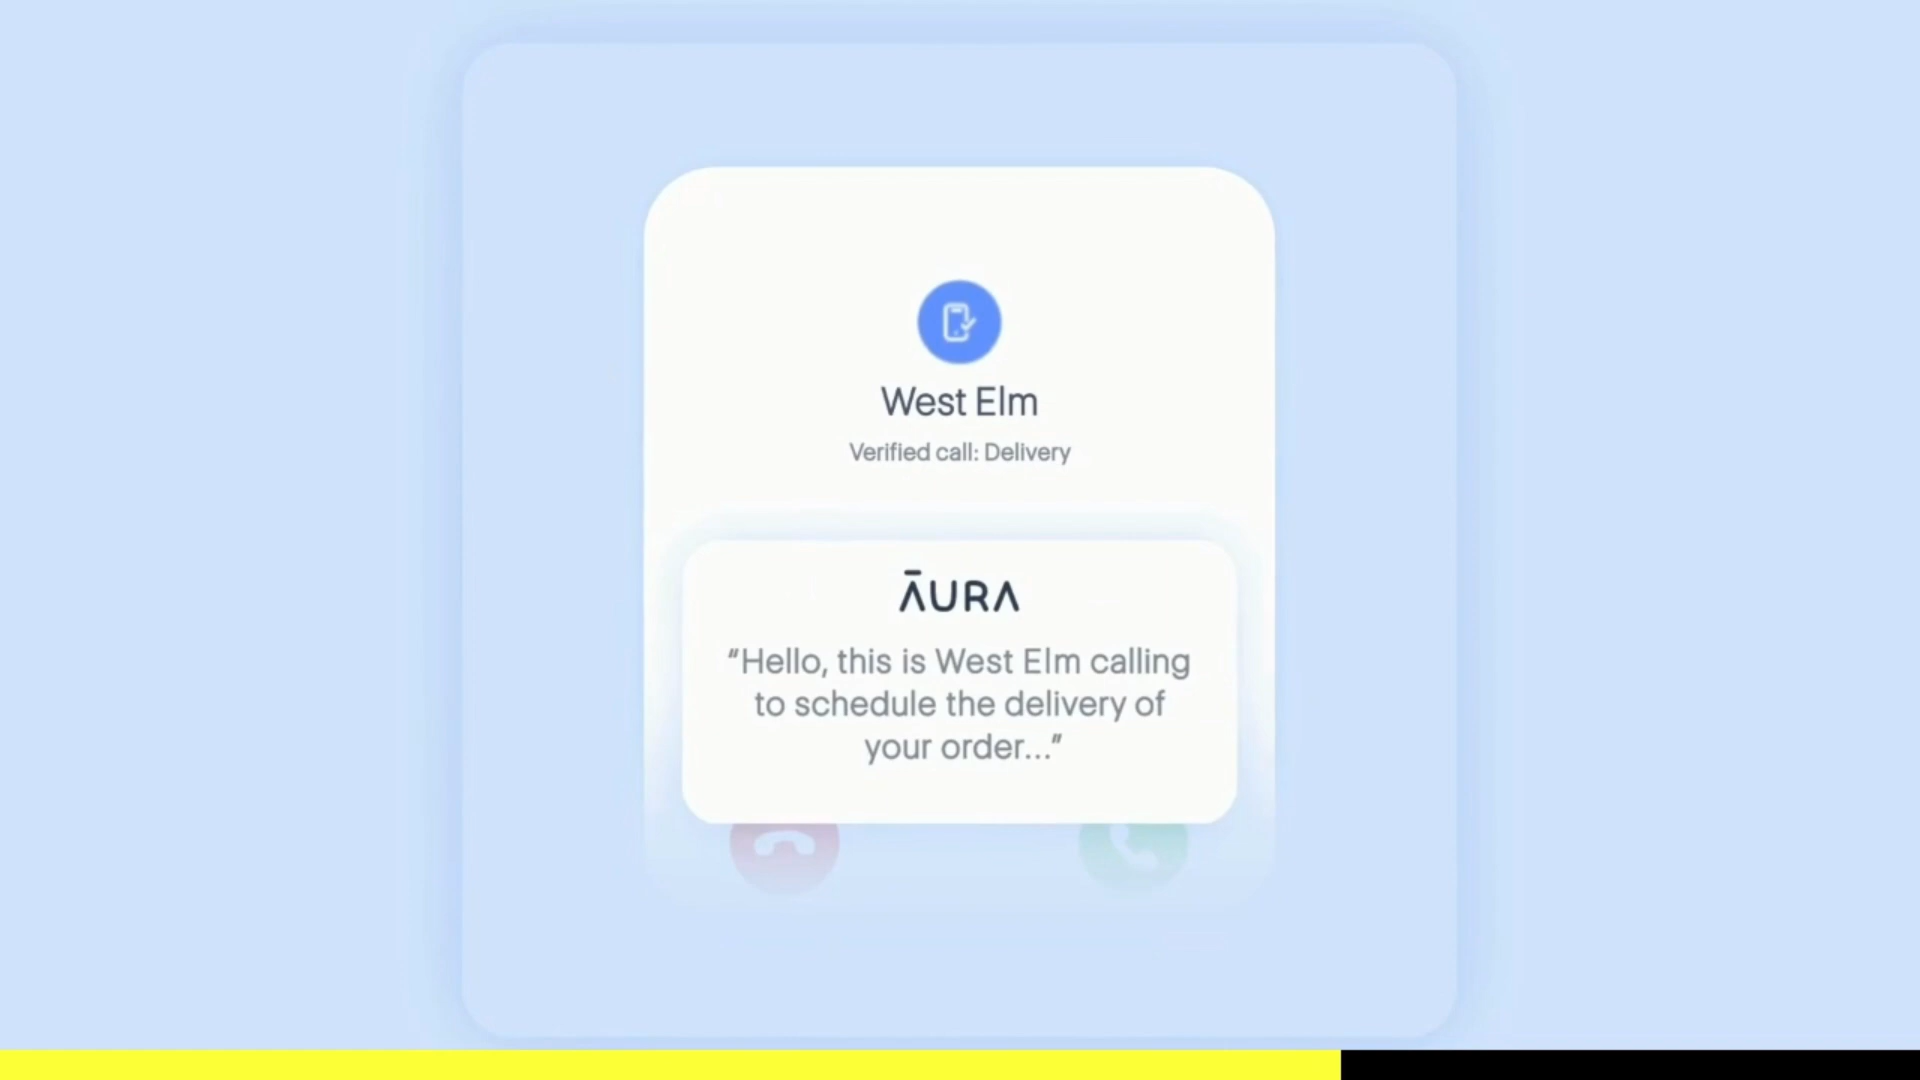 West Elm
Verified call: Delivery
ĀURA
“Hello, this is West Elm calling
to schedule the delivery of
your order...”